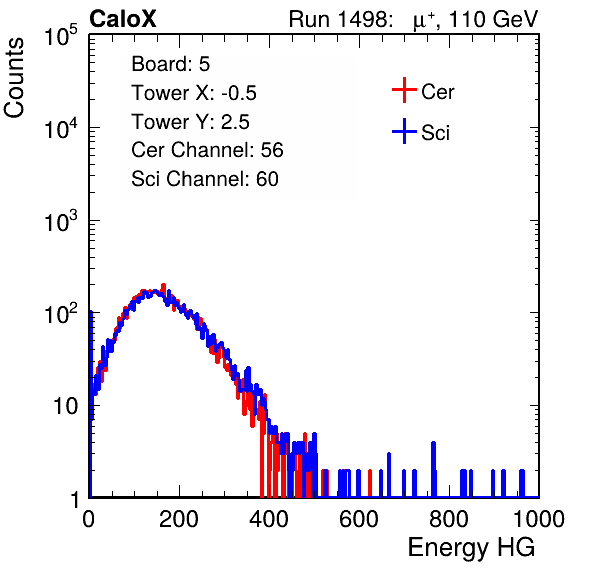 CaloX Run 1498: μ⁺, 110 GeV
Counts
10⁵
10⁴
10³
10²
10
1
Board: 5
Tower X: -0.5
Tower Y: 2.5
Cer Channel: 56
Sci Channel: 60
Cer
Sci
0 200 400 600 800 1000
Energy HG